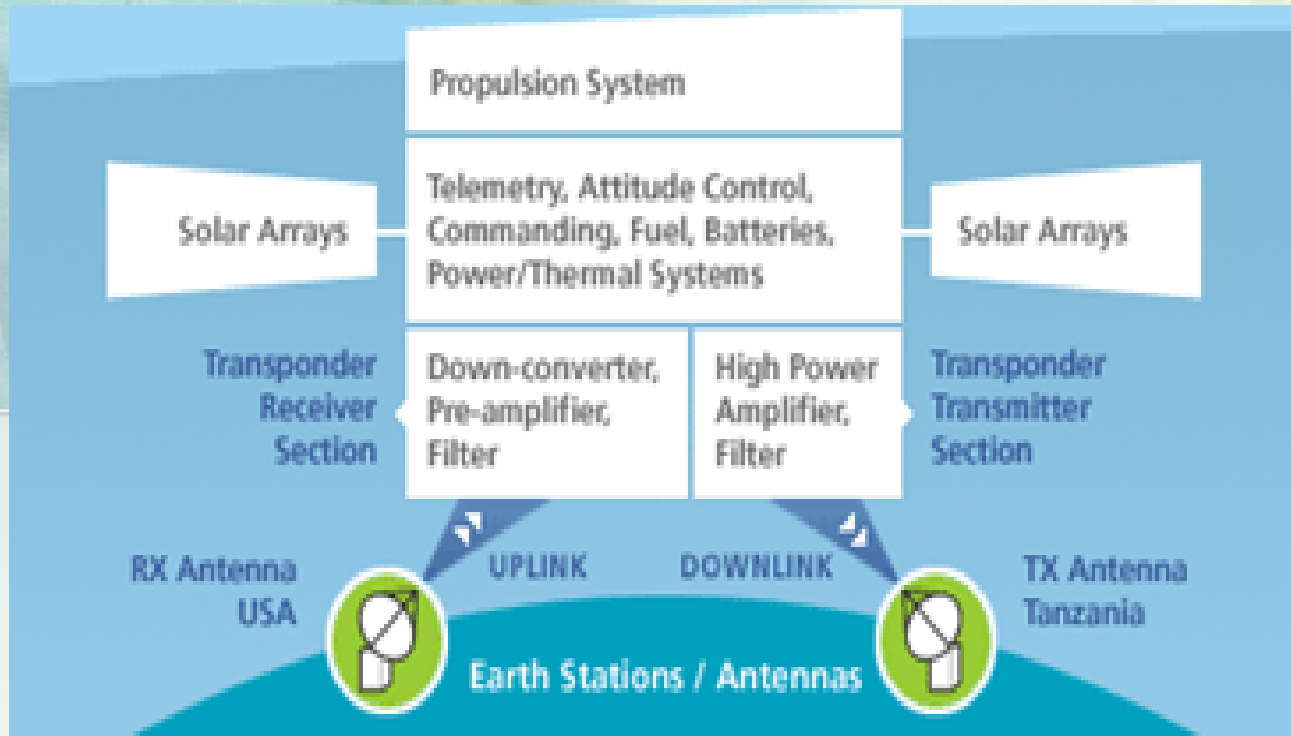 Propulsion System
Telemetry, Attitude Control,
Commanding, Fuel, Batteries,
Power/Thermal Systems
Solar Arrays
Solar Arrays
Transponder
Receiver
Section
Down-converter,
Pre-amplifier,
Filter
High Power
Amplifier,
Filter
Transponder
Transmitter
Section
RX Antenna
USA
UPLINK
DOWNLINK
TX Antenna
Tanzania
Earth Stations / Antennas